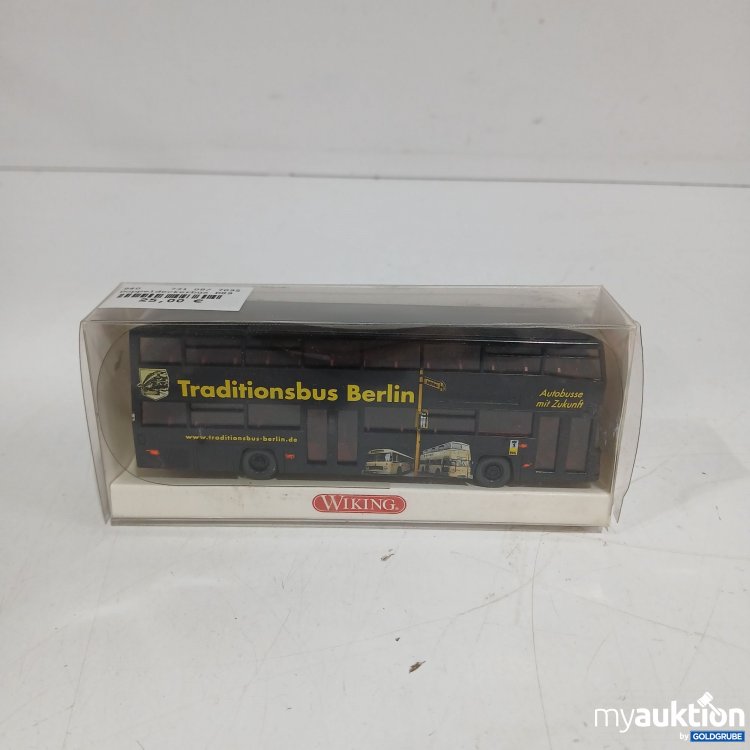 25,00 €
Traditionsbus Berlin
Autobusse
mit Zukunft
www.traditionsbus-berlin.de
WIKING
myauktion
by GOLDGRUBE